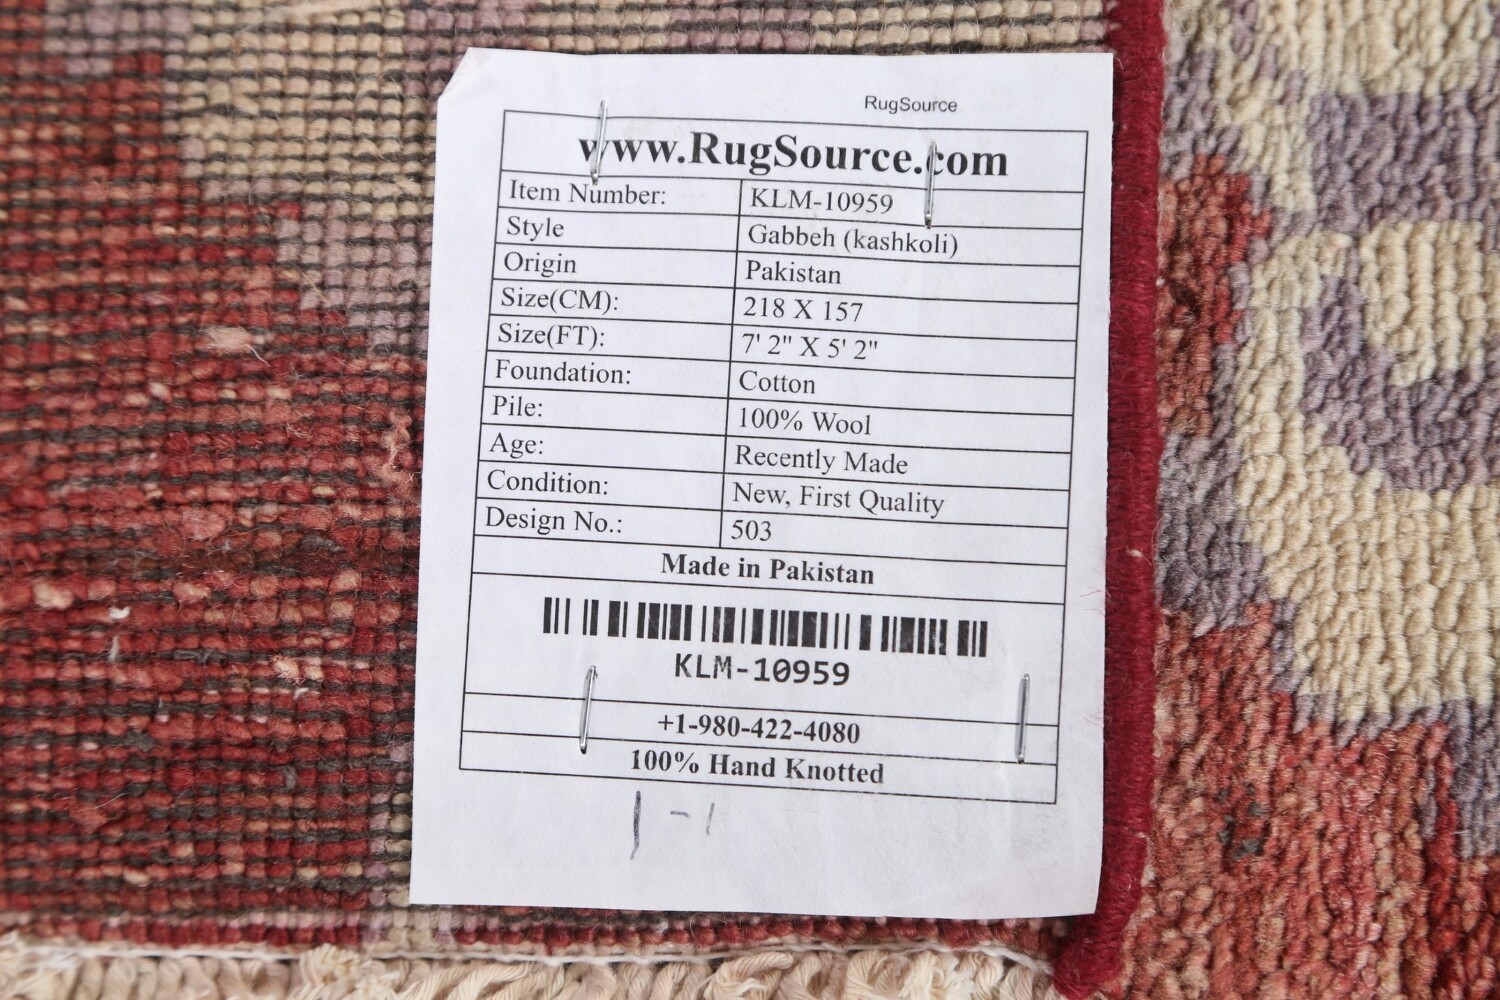 RugSource
www.RugSource.com
Item Number: KLM-10959
Style Gabbeh (kashkoli)
Origin Pakistan
Size(CM): 218 X 157
Size(FT): 7' 2" X 5' 2"
Foundation: Cotton
Pile: 100% Wool
Age: Recently Made
Condition: New, First Quality
Design No.: 503
Made in Pakistan
KLM-10959
+1-980-422-4080
100% Hand Knotted
1-1